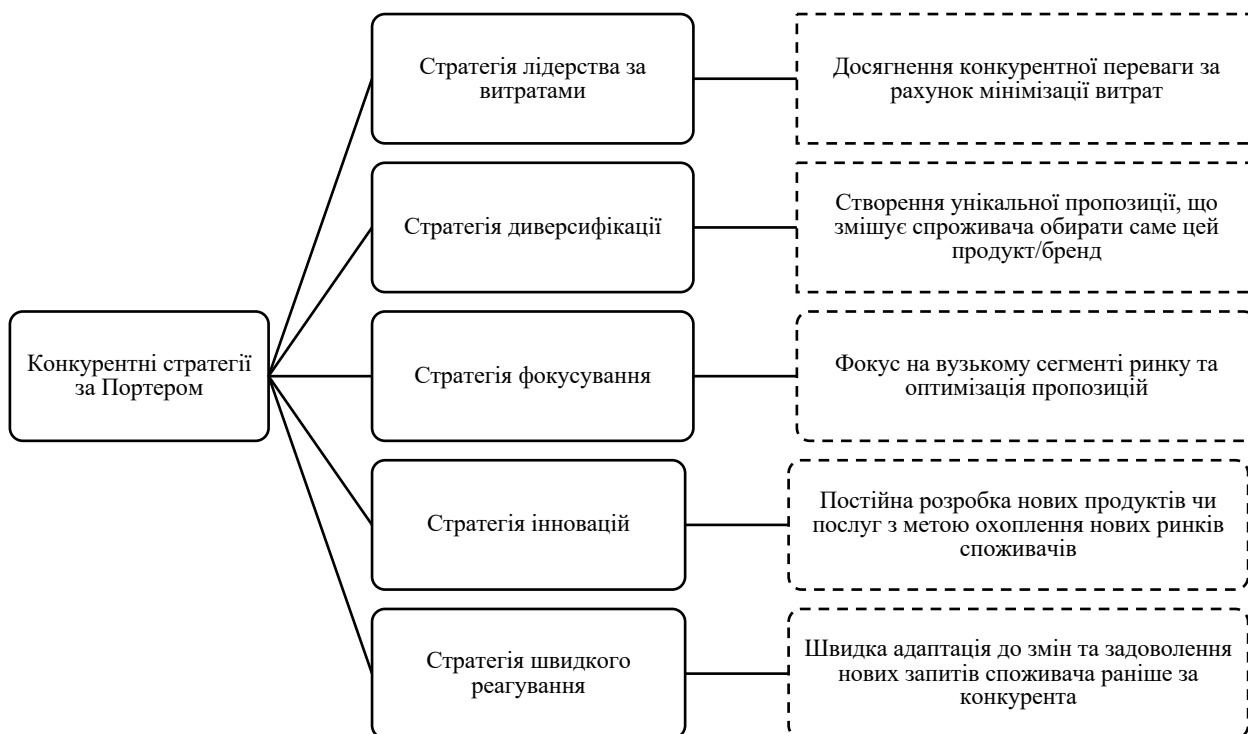 Конкурентні стратегії
за Портером
Стратегія лідерства за
витратами
Досягнення конкурентної переваги за
рахунок мінімізації витрат
Стратегія диверсифікації
Створення унікальної пропозиції, що
змішує спроживача обирати саме цей
продукт/бренд
Стратегія фокусування
Фокус на вузькому сегменті ринку та
оптимізація пропозицій
Стратегія інновацій
Постійна розробка нових продуктів чи
послуг з метою охоплення нових ринків
споживачів
Стратегія швидкого
реагування
Швидка адаптація до змін та задоволення
нових запитів споживача раніше за
конкурента